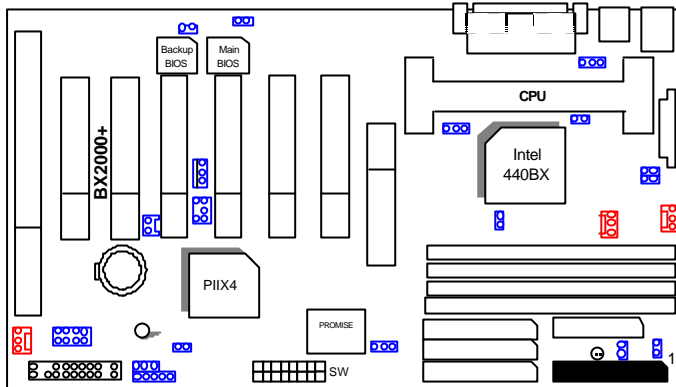 Backup
BIOS
Main
BIOS
CPU
BX2000+
Intel
440BX
PIIX4
PROMISE
SW
1